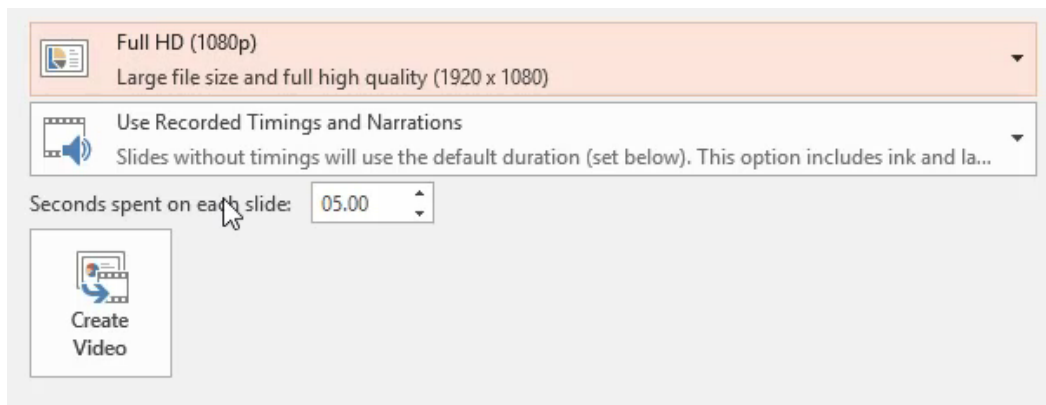 Full HD (1080p)
Large file size and full high quality (1920 x 1080)
Use Recorded Timings and Narrations
Slides without timings will use the default duration (set below). This option includes ink and la...
Seconds spent on each slide: 05.00
Create
Video